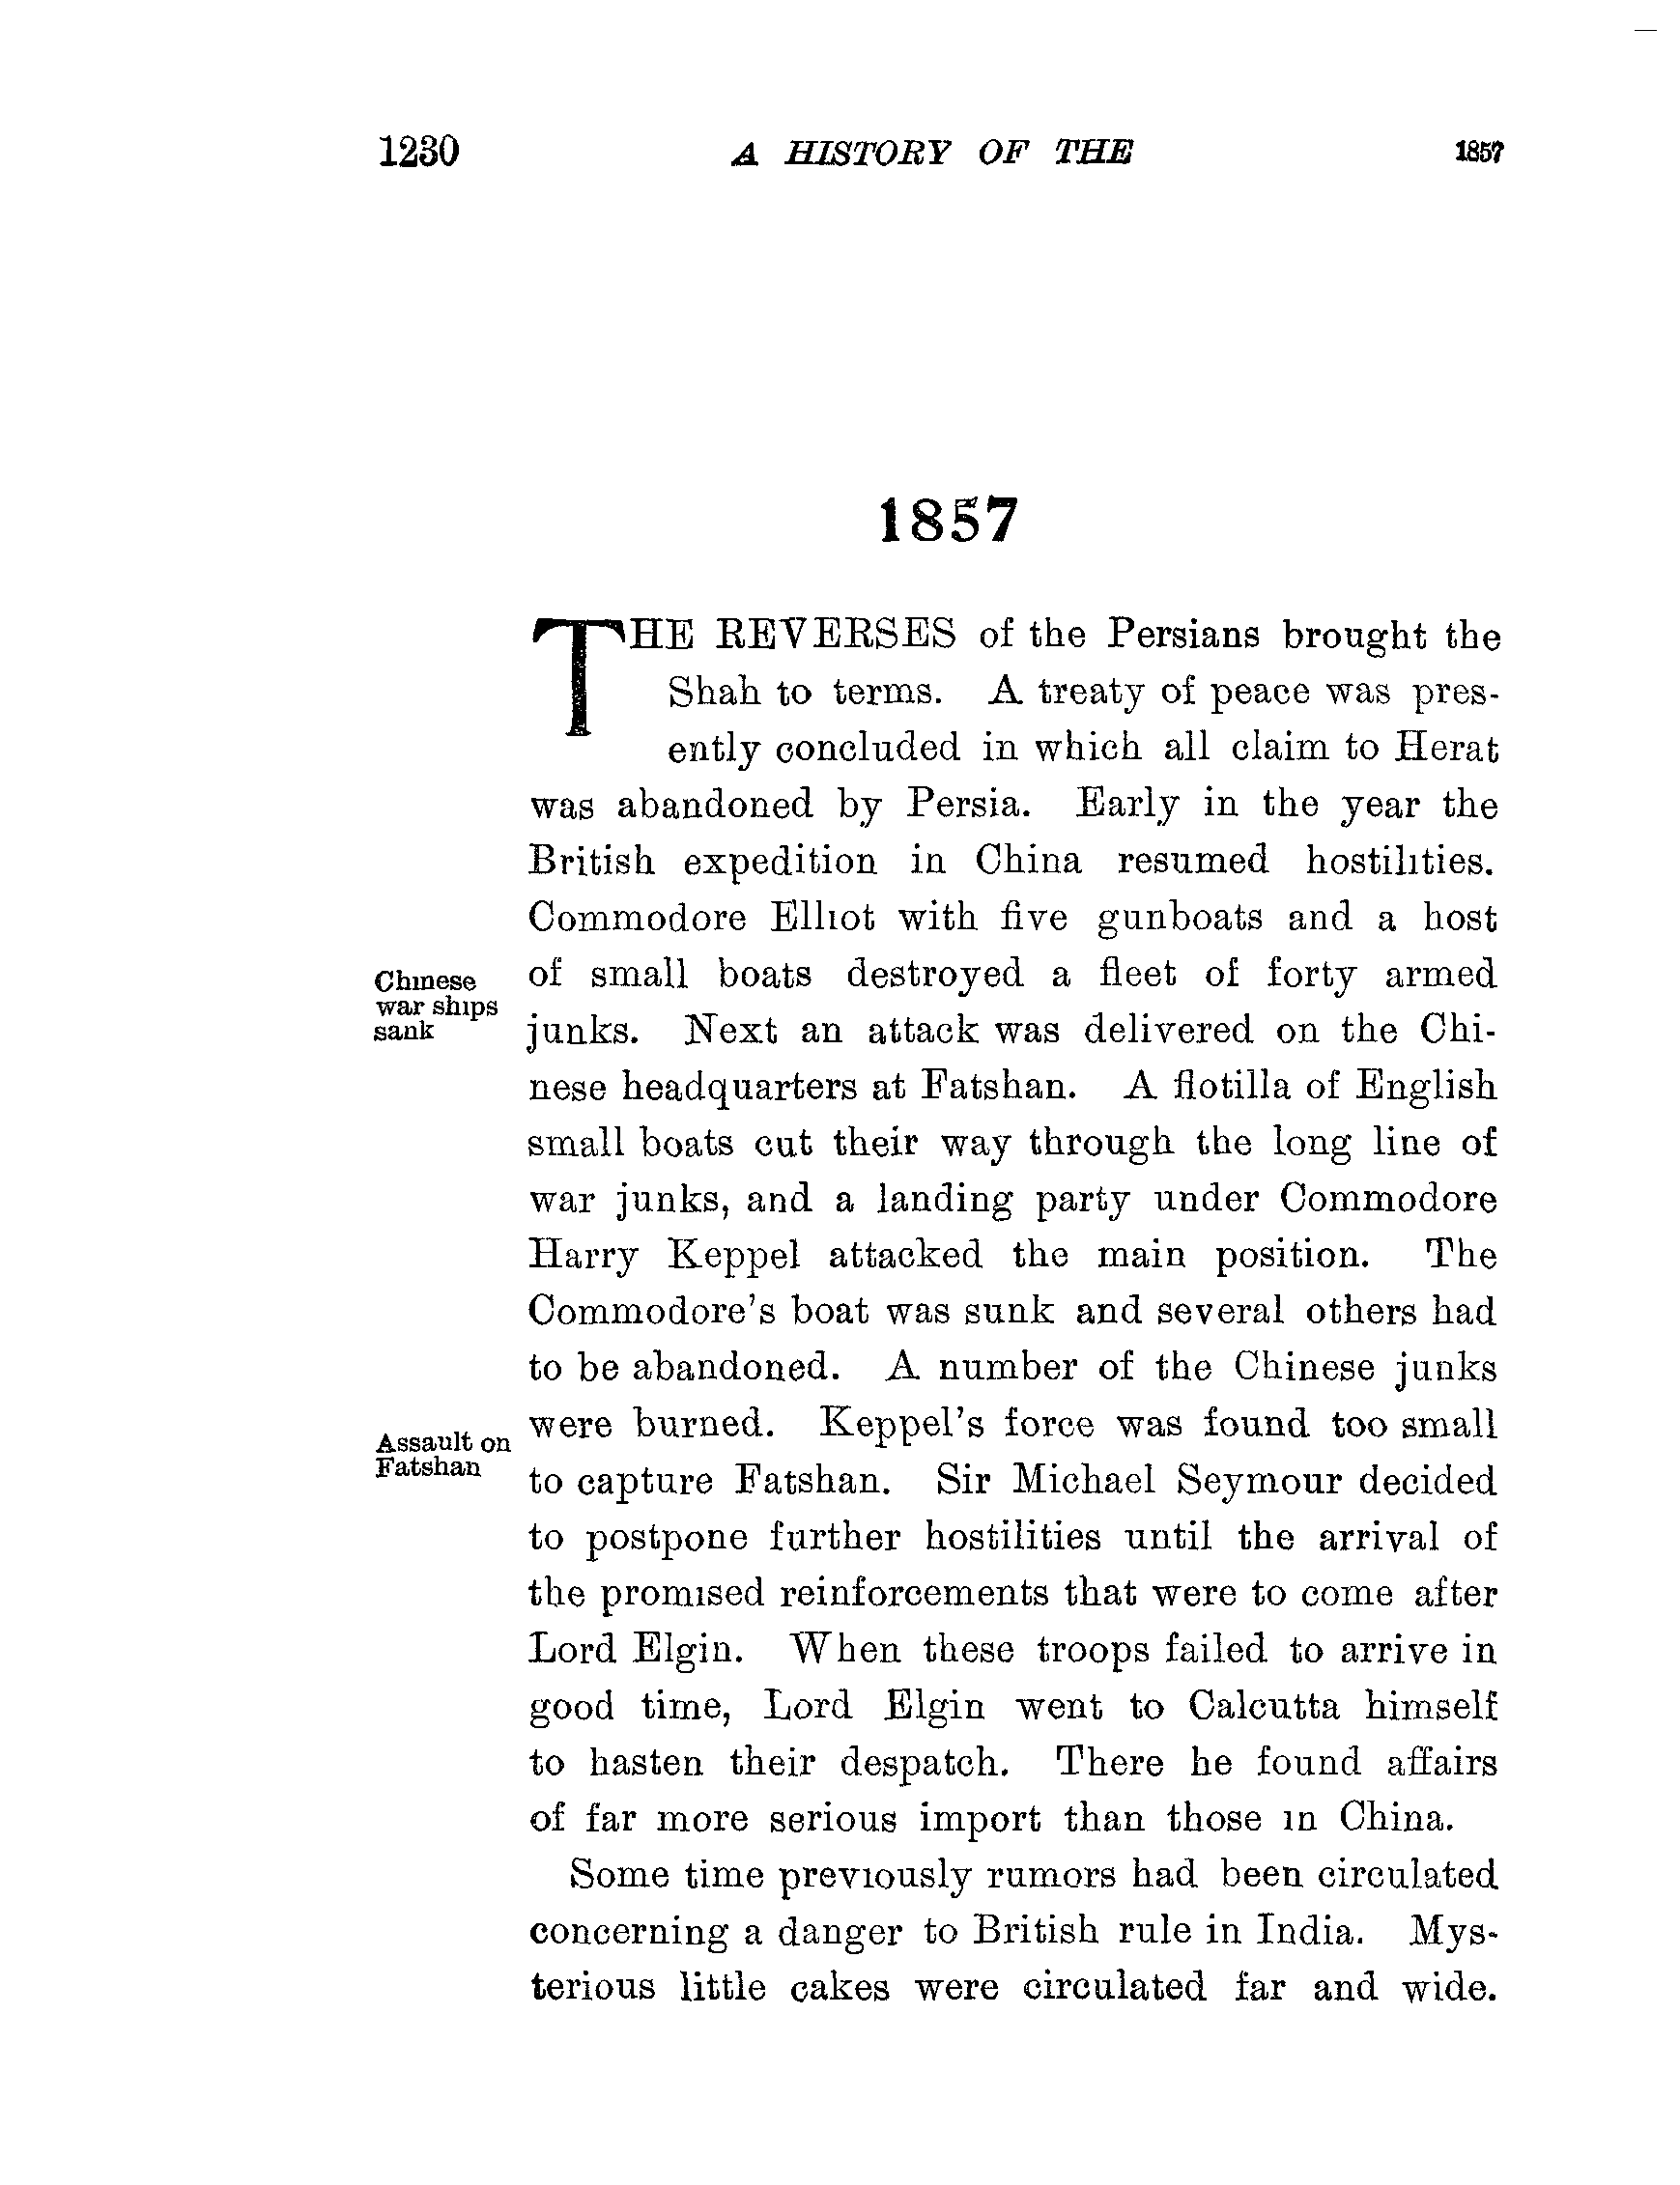 1230 A HISTORY OF THE 1857
1857
THE REVERSES of the Persians brought the
Shah to terms. A treaty of peace was pres-
ently concluded in which all claim to Herat
was abandoned by Persia. Early in the year the
British expedition in China resumed hostilities.
Commodore Elliot with five gunboats and a host
of small boats destroyed a fleet of forty armed
Chinese
war ships
sank
junks. Next an attack was delivered on the Chi-
nese headquarters at Fatshan. A flotilla of English
small boats cut their way through the long line of
war junks, and a landing party under Commodore
Harry Keppel attacked the main position. The
Commodore's boat was sunk and several others had
to be abandoned. A number of the Chinese junks
were burned. Keppel's force was found too small
Assault on
Fatshan
to capture Fatshan. Sir Michael Seymour decided
to postpone further hostilities until the arrival of
the promised reinforcements that were to come after
Lord Elgin. When these troops failed to arrive in
good time, Lord Elgin went to Calcutta himself
to hasten their despatch. There he found affairs
of far more serious import than those in China.
Some time previously rumors had been circulated
concerning a danger to British rule in India. Mys-
terious little cakes were circulated far and wide.